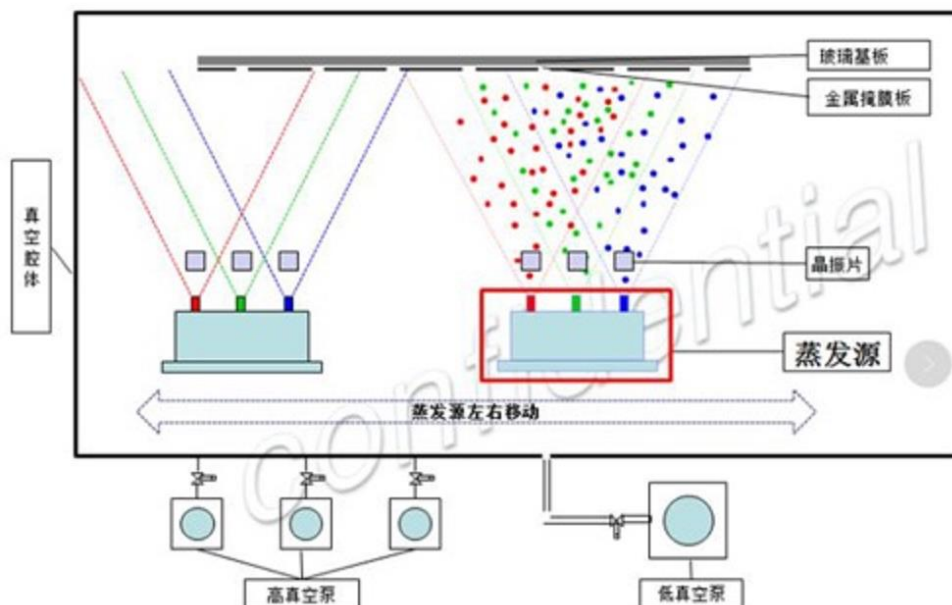 玻璃基板
金属掩膜板
真空腔体
晶振片
蒸发源
蒸发源左右移动
confidential
高真空泵
低真空泵